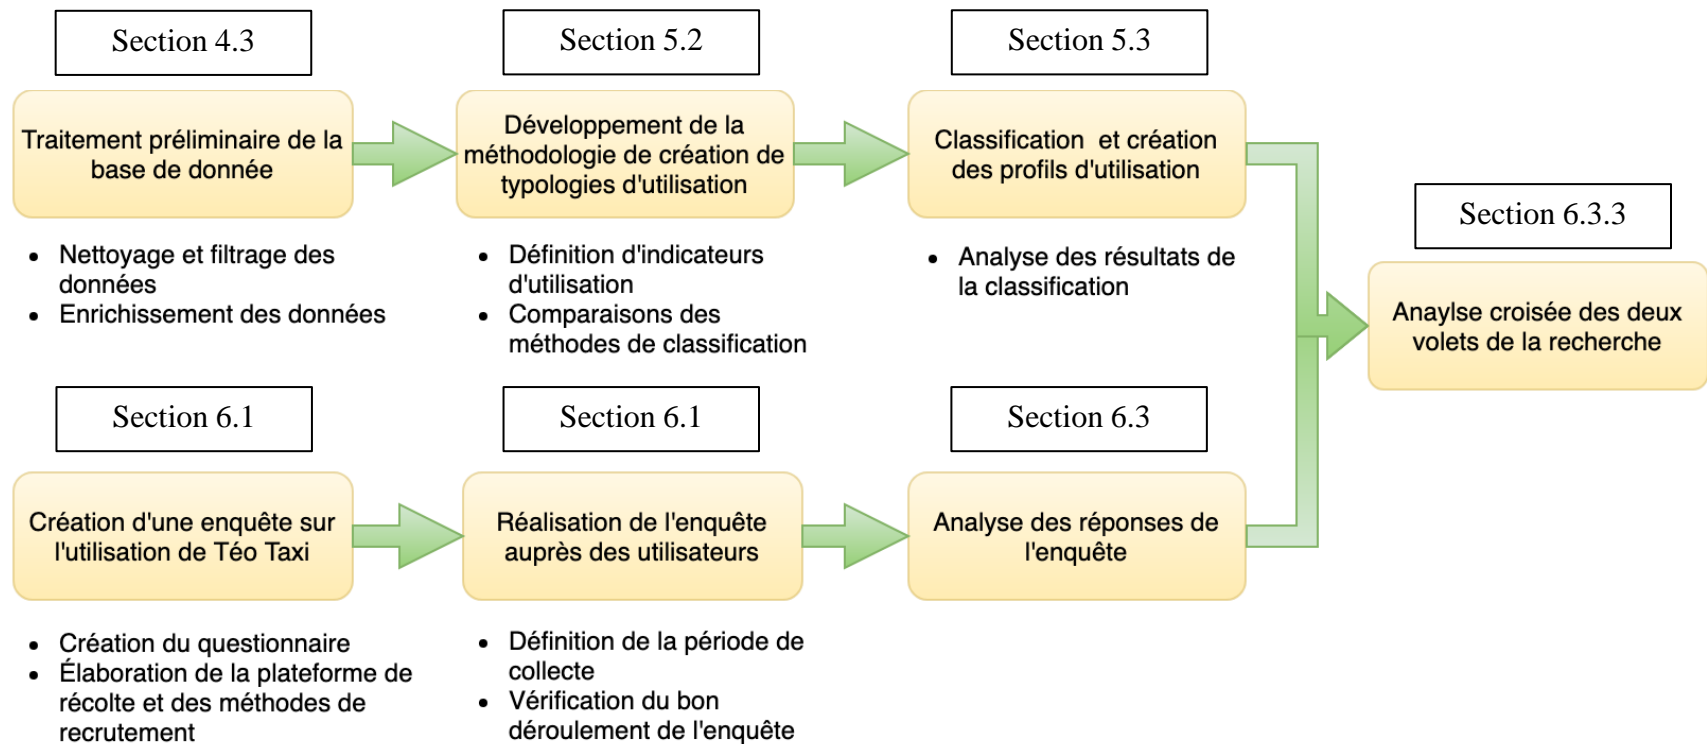 Section 4.3
Traitement préliminaire de la
base de donnée
• Nettoyage et filtrage des
données
• Enrichissement des données
Section 5.2
Développement de la
méthodologie de création de
typologies d'utilisation
• Définition d'indicateurs
d'utilisation
• Comparaisons des
méthodes de classification
Section 5.3
Classification et création
des profils d'utilisation
• Analyse des résultats de
la classification
Section 6.1
Création d'une enquête sur
l'utilisation de Téo Taxi
• Création du questionnaire
• Élaboration de la plateforme de
récolte et des méthodes de
recrutement
Section 6.1
Réalisation de l'enquête
auprès des utilisateurs
• Définition de la période de
collecte
• Vérification du bon
déroulement de l'enquête
Section 6.3
Analyse des réponses de
l'enquête
Section 6.3.3
Anaylse croisée des deux
volets de la recherche